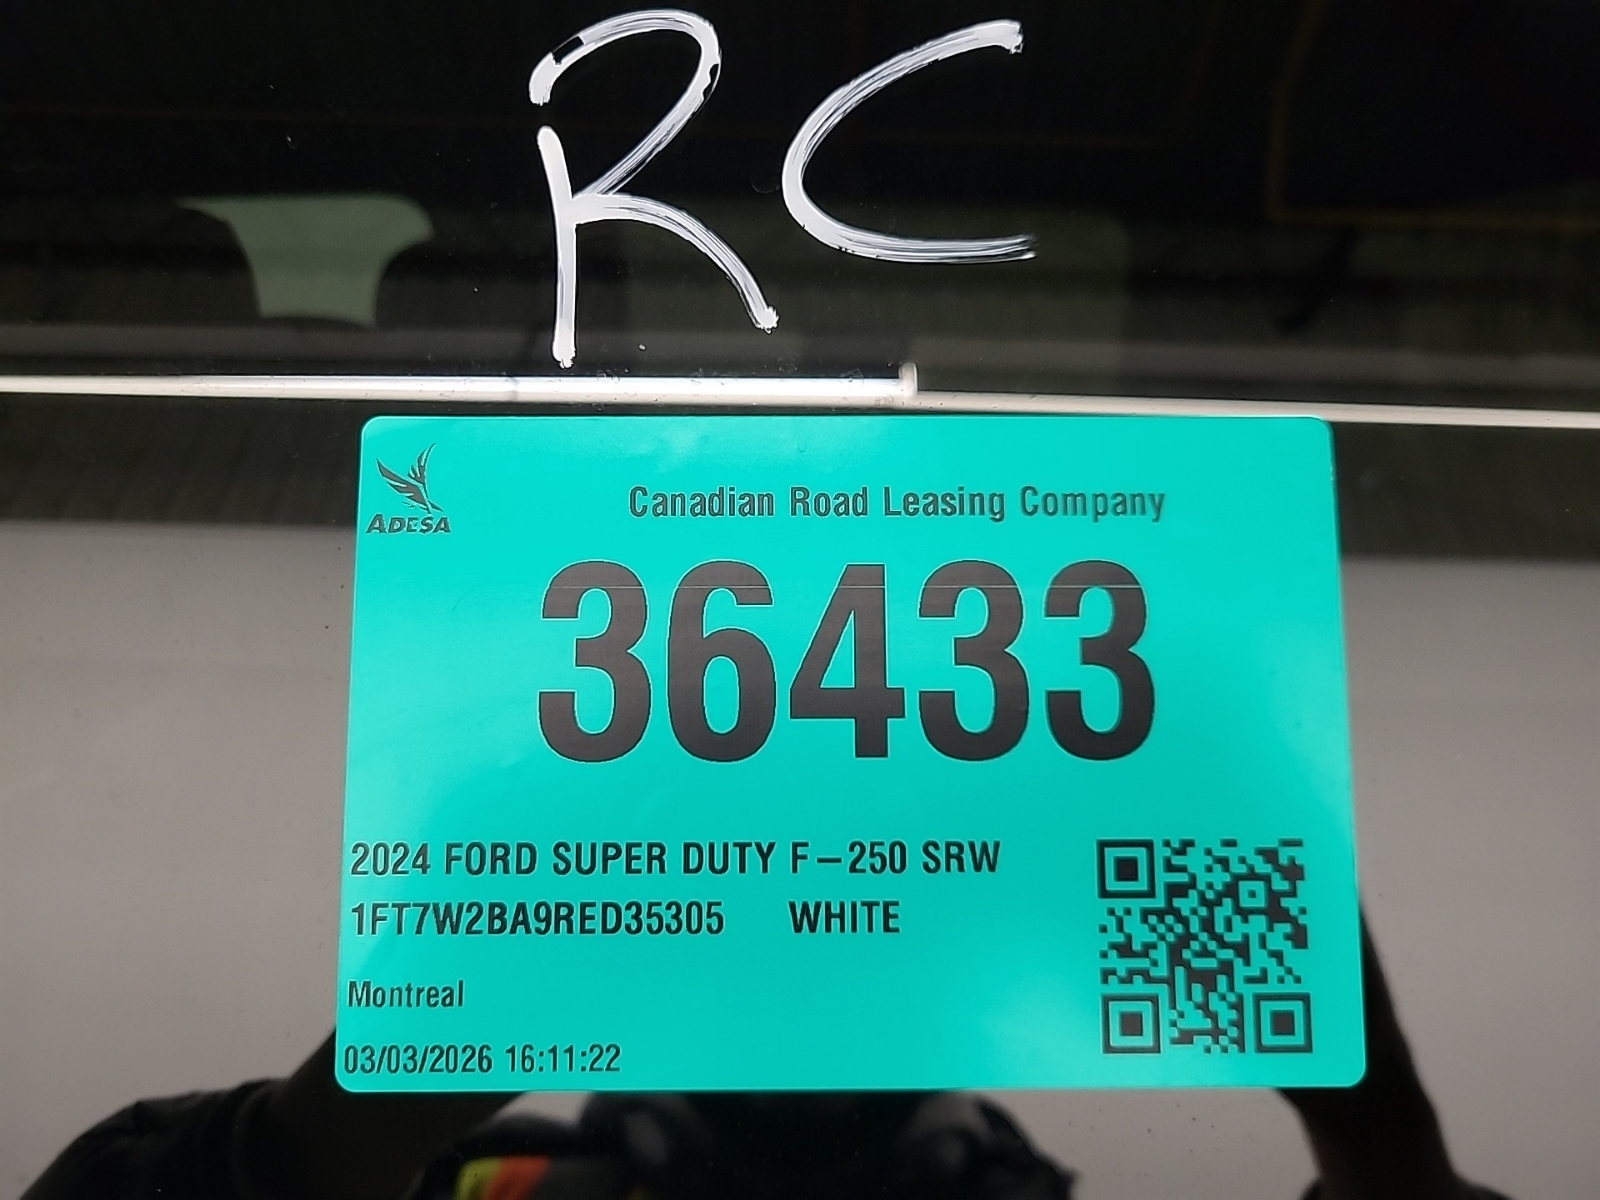 RC
ADESA
Canadian Road Leasing Company
36433
2024 FORD SUPER DUTY F-250 SRW
1FT7W2BA9RED35305 WHITE
Montreal
03/03/2026 16:11:22